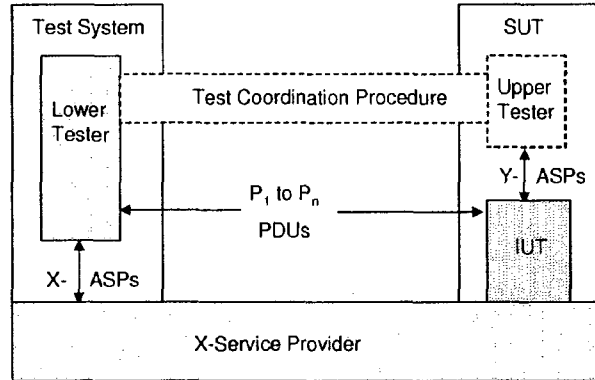 Test System
SUT
Lower
Tester
Test Coordination Procedure
Upper
Tester
Y- ASPs
P₁ to Pₙ
PDUs
IUT
X- ASPs
X-Service Provider